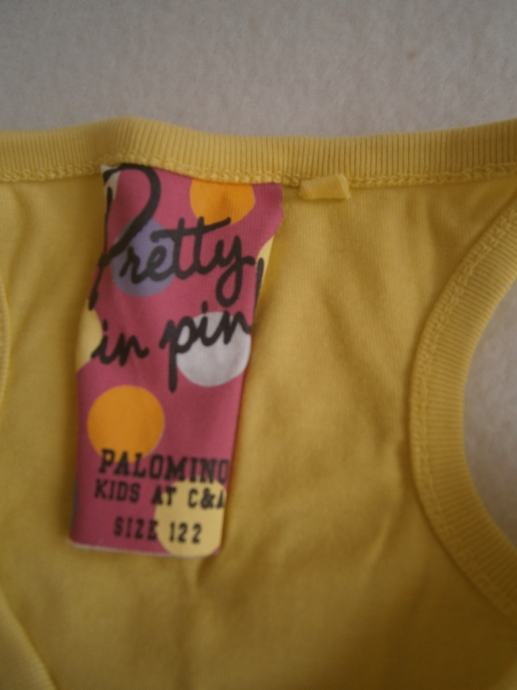 Pretty
in pin
PALOMINO
KIDS AT C&A
SIZE 122